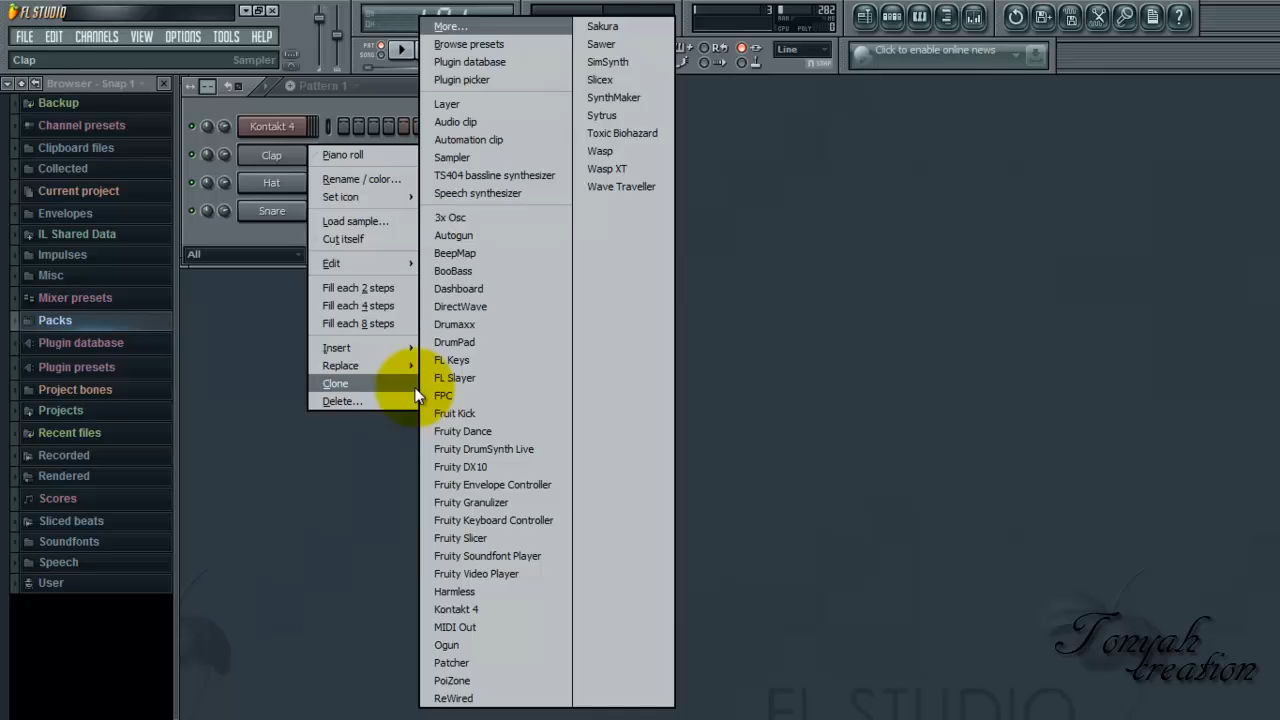 FL STUDIO
FILE EDIT CHANNELS VIEW OPTIONS TOOLS HELP
Clap Sampler
PAT
SONG
3 282
Line
SNAP
Click to enable online news
Browser - Snap 1
Pattern 1
Backup
Channel presets
Clipboard files
Collected
Current project
Envelopes
IL Shared Data
Impulses
Misc
Mixer presets
Packs
Plugin database
Plugin presets
Project bones
Projects
Recent files
Recorded
Rendered
Scores
Sliced beats
Soundfonts
Speech
User
Kontakt 4
Clap
Hat
Snare
All
Piano roll
Rename / color...
Set icon
Load sample...
Cut itself
Edit
Fill each 2 steps
Fill each 4 steps
Fill each 8 steps
Insert
Replace
Clone
Delete...
More...
Browse presets
Plugin database
Plugin picker
Layer
Audio clip
Automation clip
Sampler
TS404 bassline synthesizer
Speech synthesizer
3x Osc
Autogun
BeepMap
BooBass
Dashboard
DirectWave
Drumaxx
DrumPad
FL Keys
FL Slayer
FPC
Fruit Kick
Fruity Dance
Fruity DrumSynth Live
Fruity DX10
Fruity Envelope Controller
Fruity Granulizer
Fruity Keyboard Controller
Fruity Slicer
Fruity Soundfont Player
Fruity Video Player
Harmless
Kontakt 4
MIDI Out
Ogun
Patcher
PoiZone
ReWired
Sakura
Sawer
SimSynth
Slicex
SynthMaker
Sytrus
Toxic Biohazard
Wasp
Wasp XT
Wave Traveller
Tonyah
creation
FL STUDIO